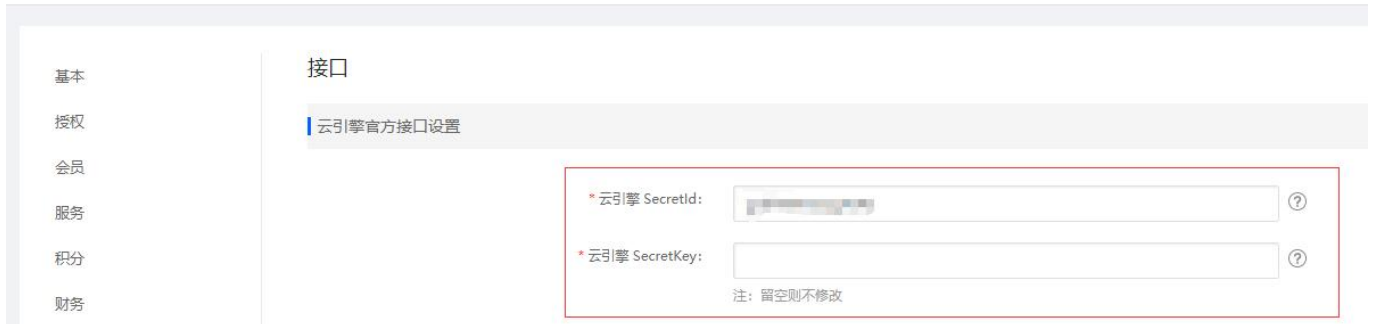 接口
基本
授权
云引擎官方接口设置
会员
* 云引擎 SecretId:
服务
积分
* 云引擎 SecretKey:
财务
注：留空则不修改